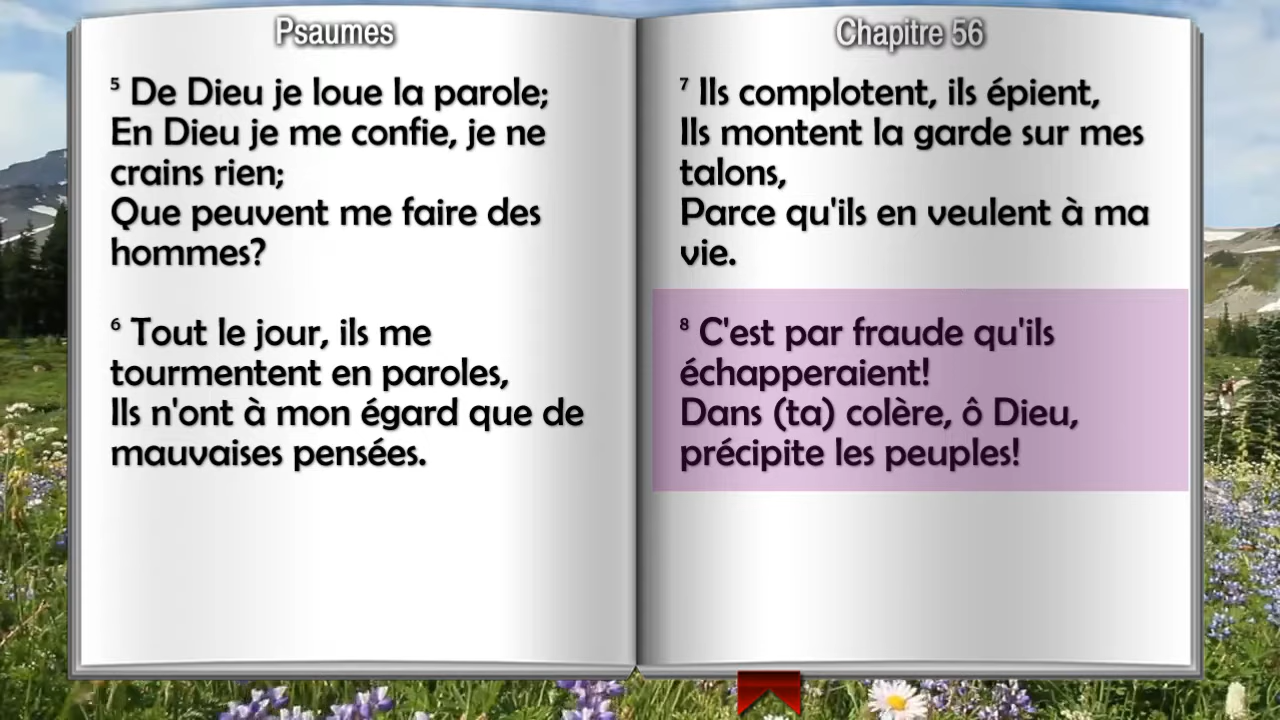 Psaumes
⁵ De Dieu je loue la parole;
En Dieu je me confie, je ne
crains rien;
Que peuvent me faire des
hommes?
⁶ Tout le jour, ils me
tourmentent en paroles,
Ils n'ont à mon égard que de
mauvaises pensées.
Chapitre 56
⁷ Ils complotent, ils épient,
Ils montent la garde sur mes
talons,
Parce qu'ils en veulent à ma
vie.
⁸ C'est par fraude qu'ils
échapperaient!
Dans (ta) colère, ô Dieu,
précipite les peuples!